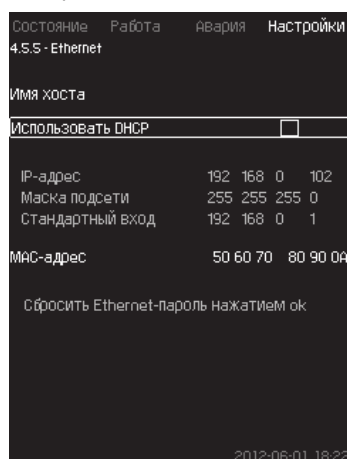 Состояние Работа Авария Настройки
4.5.5 - Ethernet
Имя хоста
Использовать DHCP
IP-адрес 192 168 0 102
Маска подсети 255 255 255 0
Стандартный вход 192 168 0 1
MAC-адрес 50 60 70 80 90 0A
Сбросить Ethernet-пароль нажатием ok
2012-06-01 18:22